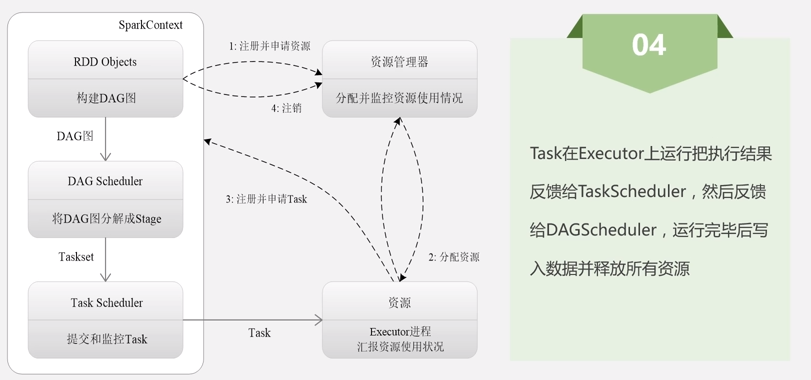 SparkContext
RDD Objects
构建DAG图
DAG图
DAG Scheduler
将DAG图分解成Stage
Taskset
Task Scheduler
提交和监控Task
1: 注册并申请资源
4: 注销
3: 注册并申请Task
2: 分配资源
Task
资源管理器
分配并监控资源使用情况
资源
Executor进程
汇报资源使用状况
04
Task在Executor上运行把执行结果
反馈给TaskScheduler，然后反馈
给DAGScheduler，运行完毕后写
入数据并释放所有资源